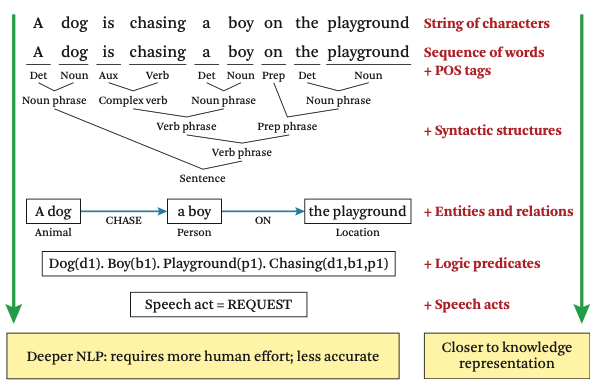 A dog is chasing a boy on the playground String of characters
A dog is chasing a boy on the playground Sequence of words
+ POS tags
Det Noun Aux Verb Det Noun Prep Det Noun
Noun phrase Complex verb Noun phrase Noun phrase
Verb phrase Prep phrase + Syntactic structures
Verb phrase
Sentence
A dog CHASE a boy ON the playground + Entities and relations
Animal Person Location
Dog(d1). Boy(b1). Playground(p1). Chasing(d1,b1,p1) + Logic predicates
Speech act = REQUEST + Speech acts
Deeper NLP: requires more human effort; less accurate
Closer to knowledge
representation